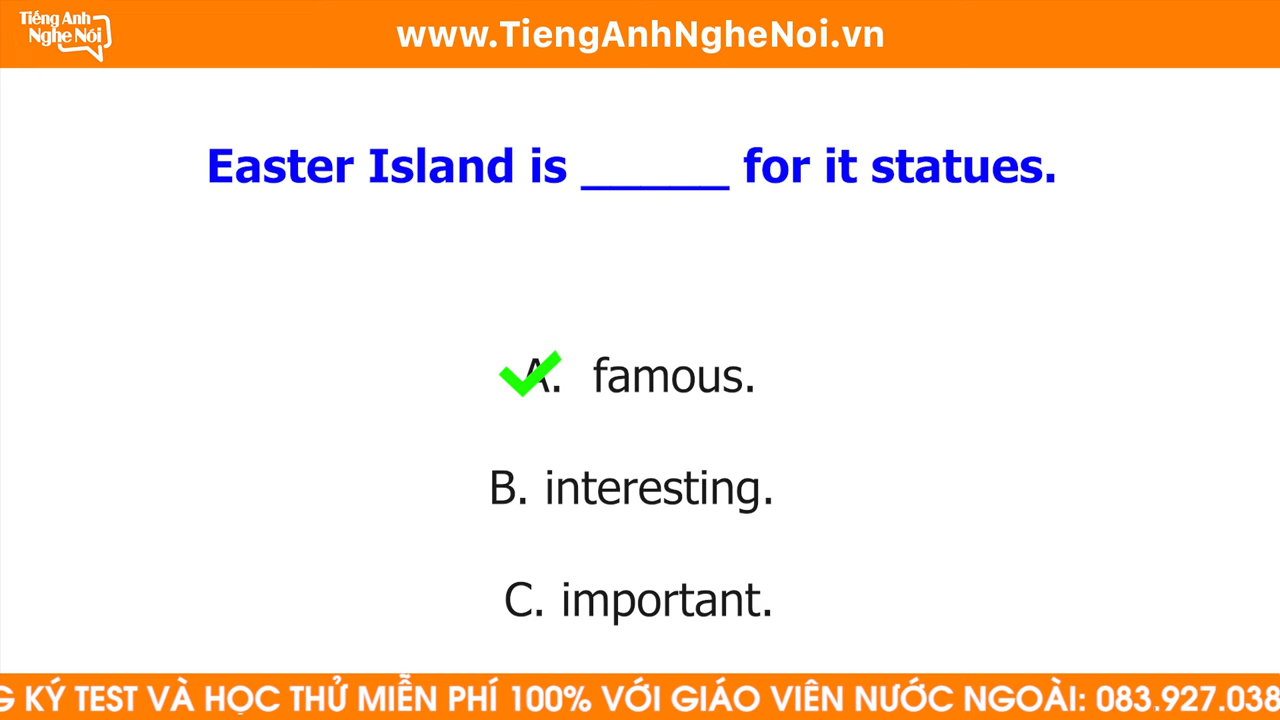 Tiếng Anh
Nghe Nói
www.TiengAnhNgheNoi.vn
Easter Island is _____ for it statues.
A. famous.
B. interesting.
C. important.
G KÝ TEST VÀ HỌC THỬ MIỄN PHÍ 100% VỚI GIÁO VIÊN NƯỚC NGOÀI: 083.927.038